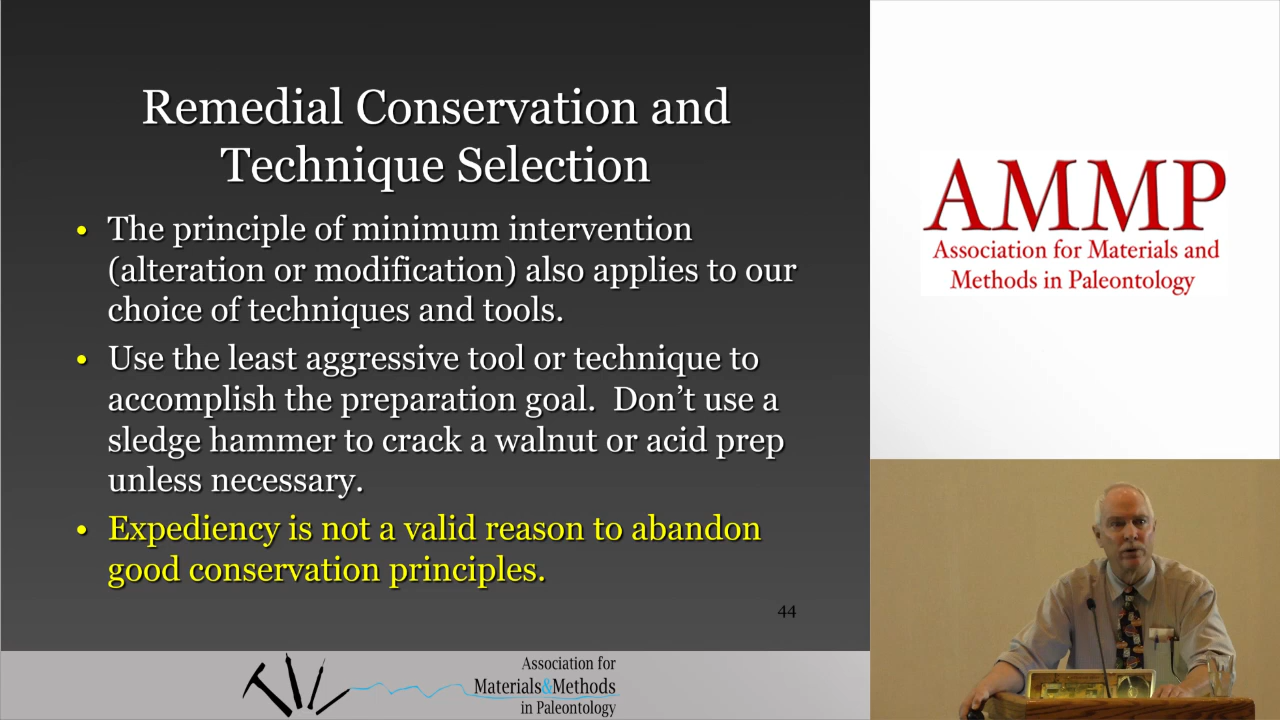 Remedial Conservation and
Technique Selection
• The principle of minimum intervention
(alteration or modification) also applies to our
choice of techniques and tools.
• Use the least aggressive tool or technique to
accomplish the preparation goal.  Don’t use a
sledge hammer to crack a walnut or acid prep
unless necessary.
• Expediency is not a valid reason to abandon
good conservation principles.
44
Association for
Materials&Methods
in Paleontology
AMMP
Association for Materials and
Methods in Paleontology